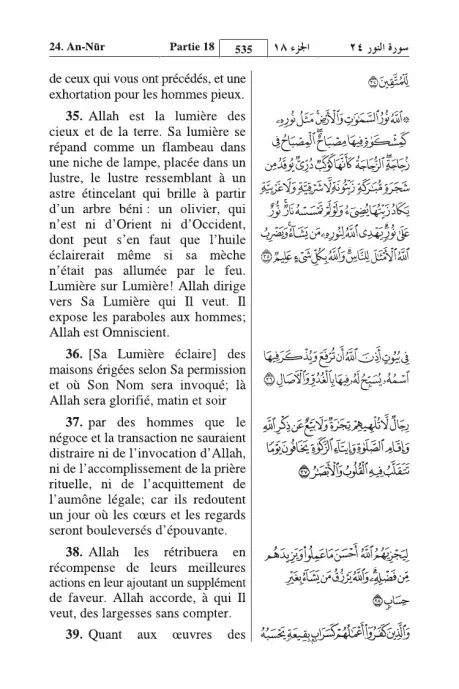 24. An-Nūr Partie 18 535 الجزء ١٨ سورة النور ٢٤
de ceux qui vous ont précédés, et une
exhortation pour les hommes pieux.
35. Allah est la lumière des
cieux et de la terre. Sa lumière se
répand comme un flambeau dans
une niche de lampe, placée dans un
lustre, le lustre ressemblant à un
astre étincelant qui brille à partir
d'un arbre béni : un olivier, qui
n'est ni d'Orient ni d'Occident,
dont peut s'en faut que l'huile
éclairerait même si sa mèche
n'était pas allumée par le feu.
Lumière sur Lumière! Allah dirige
vers Sa Lumière qui Il veut. Il
expose les paraboles aux hommes;
Allah est Omniscient.
36. [Sa Lumière éclaire] des
maisons érigées selon Sa permission
et où Son Nom sera invoqué; là
Allah sera glorifié, matin et soir
37. par des hommes que le
négoce et la transaction ne sauraient
distraire ni de l'invocation d'Allah,
ni de l'accomplissement de la prière
rituelle, ni de l'acquittement de
l'aumône légale; car ils redoutent
un jour où les cœurs et les regards
seront bouleversés d'épouvante.
38. Allah les rétribuera en
récompense de leurs meilleures
actions en leur ajoutant un supplément
de faveur. Allah accorde, à qui Il
veut, des largesses sans compter.
39. Quant aux œuvres des
لِّلْمُتَّقِينَ ٣٤
۞ ٱللَّهُ نُورُ ٱلسَّمَٰوَٰتِ وَٱلْأَرْضِ مَثَلُ نُورِهِۦ
كَمِشْكَوٰةٍ فِيهَا مِصْبَاحٌ ٱلْمِصْبَاحُ فِي
زُجَاجَةٍ ٱلزُّجَاجَةُ كَأَنَّهَا كَوْكَبٌ دُرِّيٌّ يُوقَدُ مِن
شَجَرَةٍ مُّبَٰرَكَةٍ زَيْتُونَةٍ لَّا شَرْقِيَّةٍ وَلَا غَرْبِيَّةٍ
يَكَادُ زَيْتُهَا يُضِيٓءُ وَلَوْ لَمْ تَمْسَسْهُ نَارٌ نُّورٌ
عَلَىٰ نُورٍ يَهْدِي ٱللَّهُ لِنُورِهِۦ مَن يَشَآءُ وَيَضْرِبُ
ٱللَّهُ ٱلْأَمْثَٰلَ لِلنَّاسِ وَٱللَّهُ بِكُلِّ شَيْءٍ عَلِيمٌ ٣٥
فِي بُيُوتٍ أَذِنَ ٱللَّهُ أَن تُرْفَعَ وَيُذْكَرَ فِيهَا
ٱسْمُهُۥ يُسَبِّحُ لَهُۥ فِيهَا بِٱلْغُدُوِّ وَٱلْءَاصَالِ ٣٦
رِجَالٌ لَّا تُلْهِيهِمْ تِجَٰرَةٌ وَلَا بَيْعٌ عَن ذِكْرِ ٱللَّهِ
وَإِقَامِ ٱلصَّلَوٰةِ وَإِيتَآءِ ٱلزَّكَوٰةِ يَخَافُونَ يَوْمًا
تَتَقَلَّبُ فِيهِ ٱلْقُلُوبُ وَٱلْأَبْصَٰرُ ٣٧
لِيَجْزِيَهُمُ ٱللَّهُ أَحْسَنَ مَا عَمِلُوا۟ وَيَزِيدَهُم
مِّن فَضْلِهِۦ وَٱللَّهُ يَرْزُقُ مَن يَشَآءُ بِغَيْرِ
حِسَابٍ ٣٨
وَٱلَّذِينَ كَفَرُوٓا۟ أَعْمَٰلُهُمْ كَسَرَابٍۭ بِقِيعَةٍ يَحْسَبُهُ